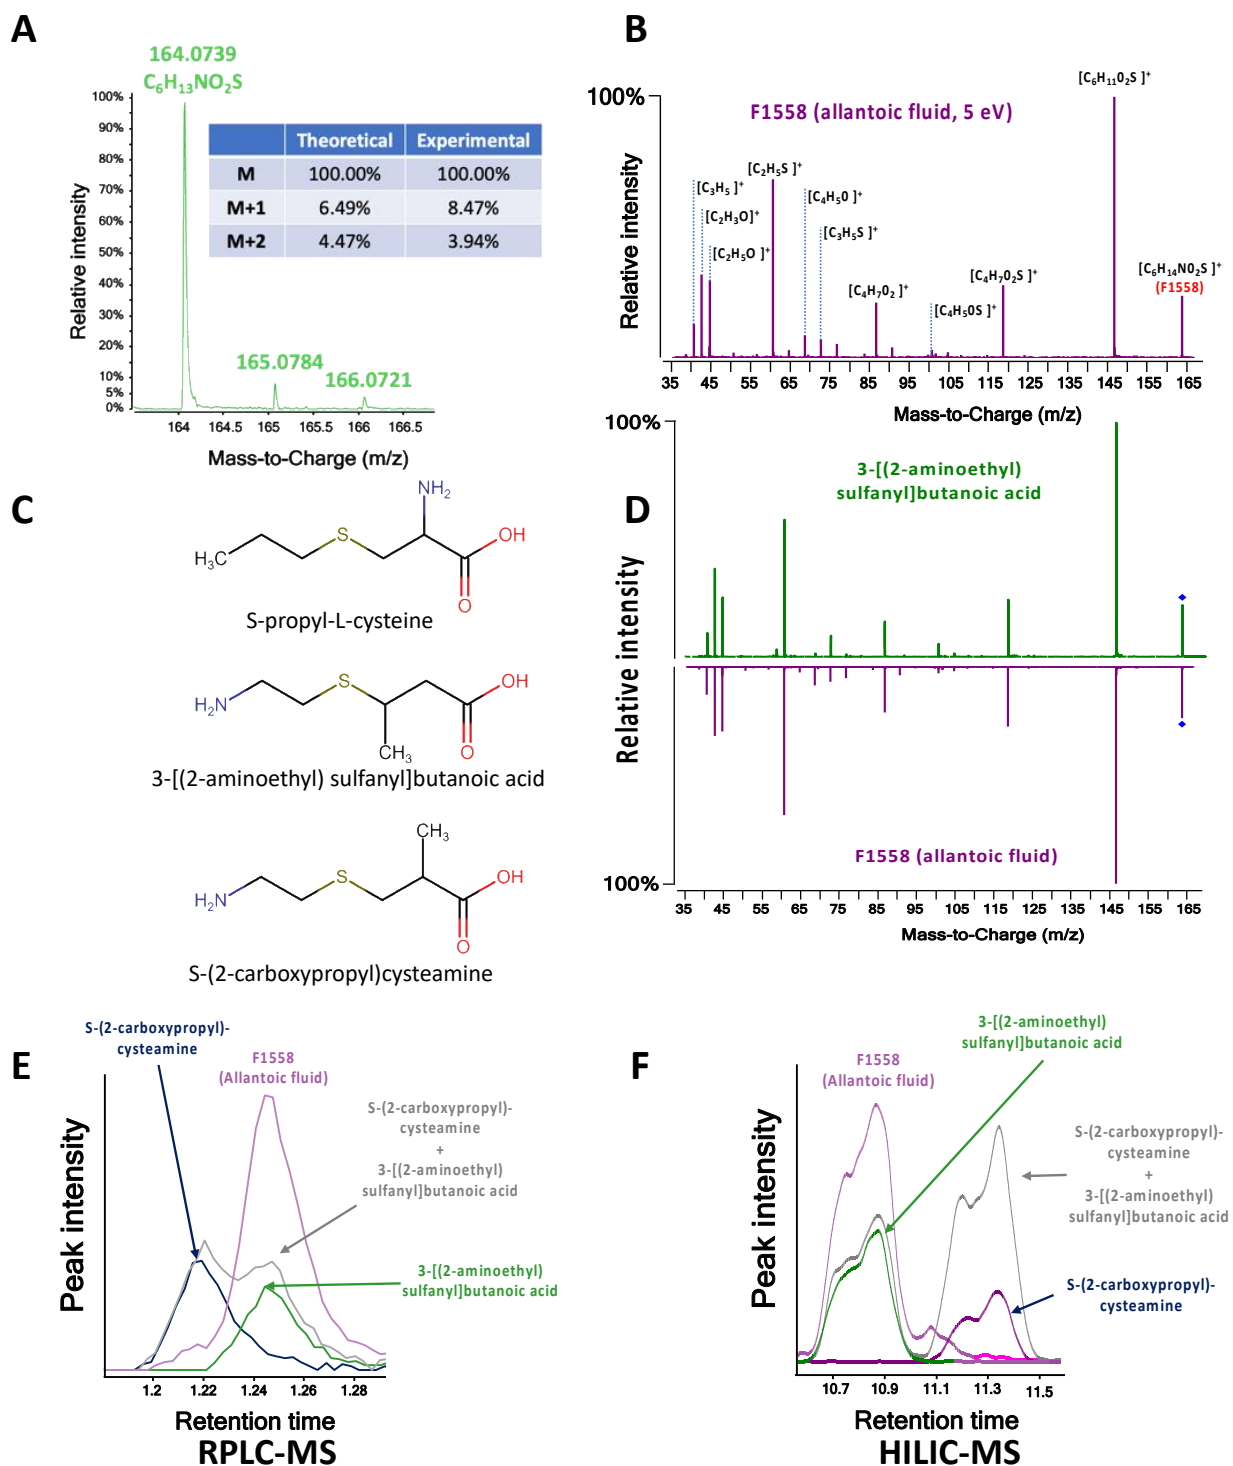 A
164.0739
C6H13NO2S
100%
90%
80%
70%
60%
50%
40%
30%
20%
10%
5%
0%
Relative intensity
Theoretical Experimental
M 100.00% 100.00%
M+1 6.49% 8.47%
M+2 4.47% 3.94%
165.0784
166.0721
164 164.5 165 165.5 166 166.5
Mass-to-Charge (m/z)
B
100%
Relative intensity
F1558 (allantoic fluid, 5 eV)
[C3H5 ]+
[C2H3O]+
[C2H5O ]+
[C2H5S ]+
[C4H50 ]+
[C3H5S ]+
[C4H702 ]+
[C4H50S ]+
[C4H702S ]+
[C6H1102S ]+
[C6H14N02S ]+
(F1558)
35 45 55 65 75 85 95 105 115 125 135 145 155 165
Mass-to-Charge (m/z)
C
NH2
H3C
S
OH
O
S-propyl-L-cysteine
H2N
S
OH
CH3
O
3-[(2-aminoethyl) sulfanyl]butanoic acid
CH3
H2N
S
OH
O
S-(2-carboxypropyl)cysteamine
D
100%
Relative intensity
3-[(2-aminoethyl)
sulfanyl]butanoic acid
F1558 (allantoic fluid)
100%
35 45 55 65 75 85 95 105 115 125 135 145 155 165
Mass-to-Charge (m/z)
E
S-(2-carboxypropyl)-
cysteamine
F1558
(Allantoic fluid)
S-(2-carboxypropyl)-
cysteamine
+
3-[(2-aminoethyl)
sulfanyl]butanoic acid
3-[(2-aminoethyl)
sulfanyl]butanoic acid
Peak intensity
1.2 1.22 1.24 1.26 1.28
Retention time
RPLC-MS
F
3-[(2-aminoethyl)
sulfanyl]butanoic acid
F1558
(Allantoic fluid)
S-(2-carboxypropyl)-
cysteamine
+
3-[(2-aminoethyl)
sulfanyl]butanoic acid
S-(2-carboxypropyl)-
cysteamine
Peak intensity
10.7 10.9 11.1 11.3 11.5
Retention time
HILIC-MS